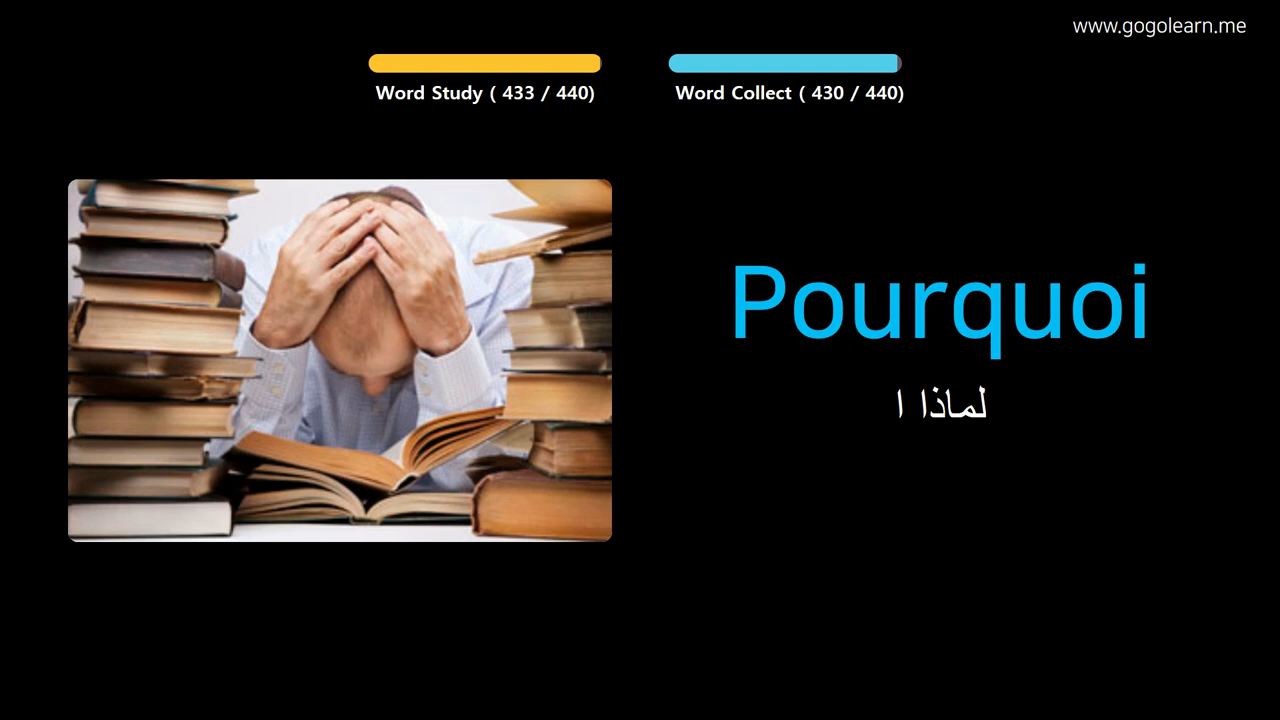 www.gogolearn.me
Word Study ( 433 / 440)
Word Collect ( 430 / 440)
Pourquoi
لماذا ا